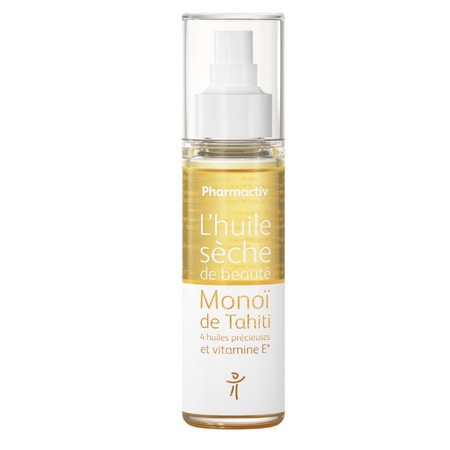 Pharmactiv
L'huile
sèche
de beauté
Monoï
de Tahiti
4 huiles précieuses
et vitamine E*